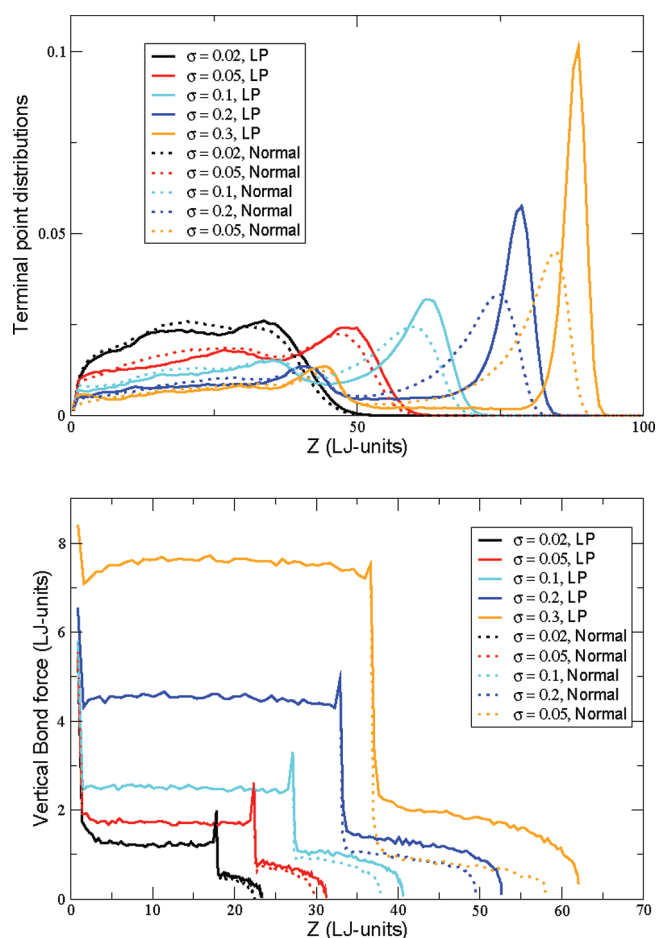 0.1
σ = 0.02, LP
σ = 0.05, LP
σ = 0.1, LP
σ = 0.2, LP
σ = 0.3, LP
σ = 0.02, Normal
σ = 0.05, Normal
σ = 0.1, Normal
σ = 0.2, Normal
σ = 0.05, Normal
Terminal point distributions
0.05
0
0
50
100
Z (LJ-units)
8
σ = 0.02, LP
σ = 0.05, LP
σ = 0.1, LP
σ = 0.2, LP
σ = 0.3, LP
σ = 0.02, Normal
σ = 0.05, Normal
σ = 0.1, Normal
σ = 0.2, Normal
σ = 0.05, Normal
Vertical Bond force (LJ-units)
6
4
2
0
0
10
20
30
40
50
60
70
Z (LJ-units)